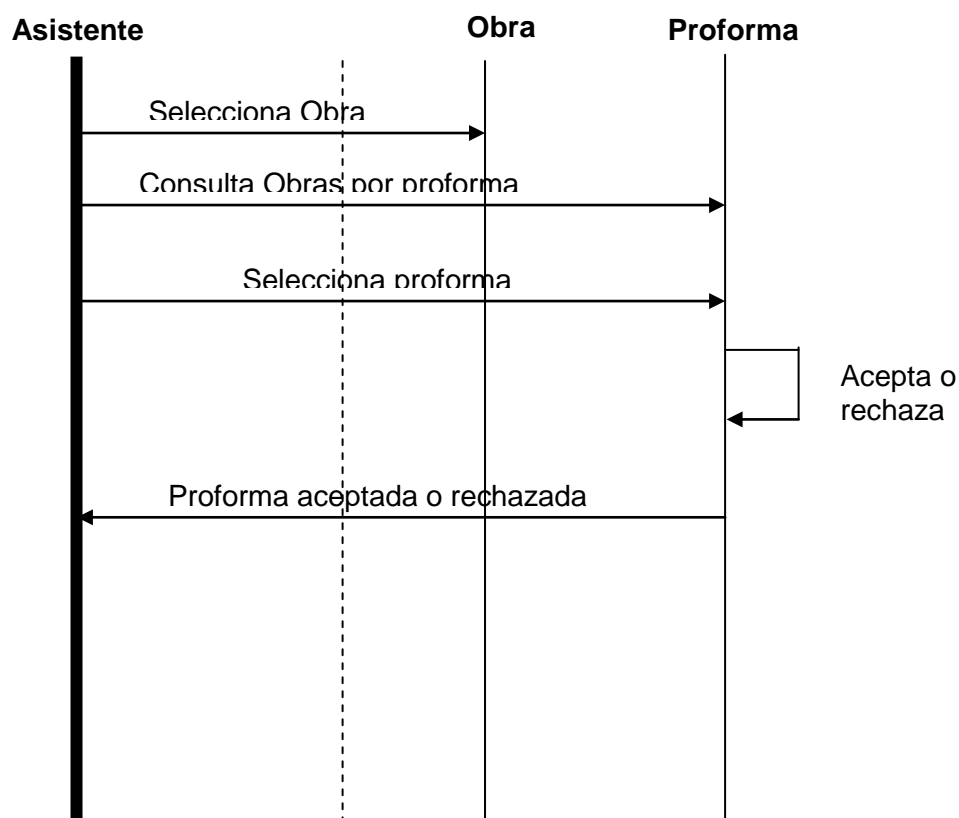 Asistente
Obra
Proforma
Selecciona Obra
Consulta Obras por proforma
Selecciona proforma
Acepta o
rechaza
Proforma aceptada o rechazada